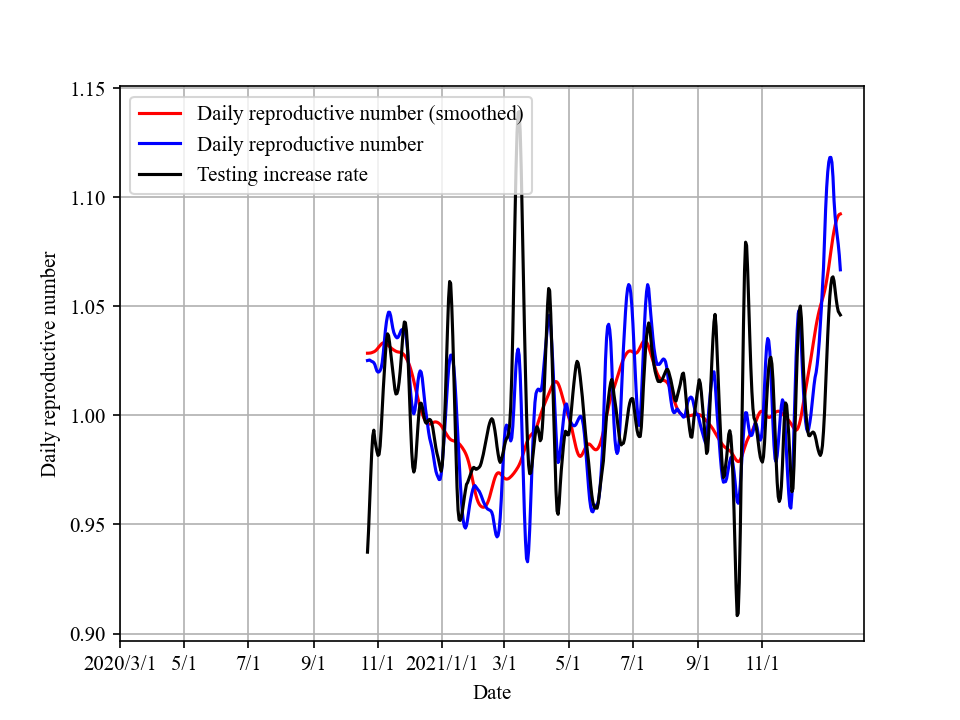 Daily reproductive number (smoothed)
Daily reproductive number
Testing increase rate
Daily reproductive number
1.15
1.10
1.05
1.00
0.95
0.90
2020/3/1 5/1 7/1 9/1 11/1 2021/1/1 3/1 5/1 7/1 9/1 11/1
Date